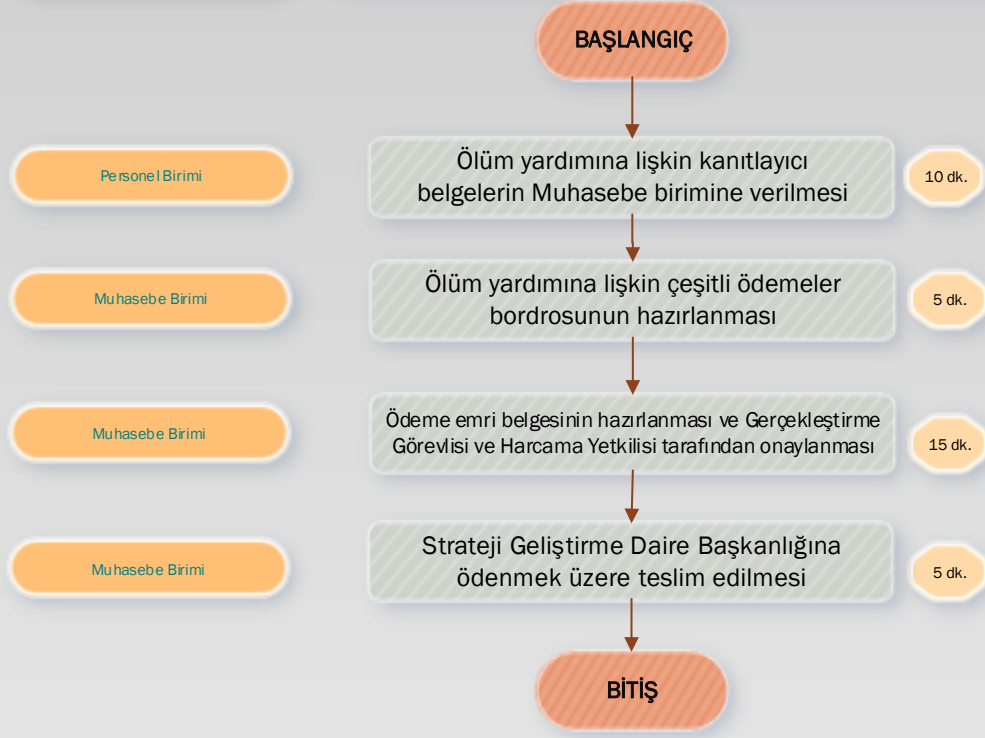 BAŞLANGIÇ
Personel Birimi
Ölüm yardımına lişkin kanıtlayıcı
belgelerin Muhasebe birimine verilmesi
10 dk.
Muhasebe Birimi
Ölüm yardımına lişkin çeşitli ödemeler
bordrosunun hazırlanması
5 dk.
Muhasebe Birimi
Ödeme emri belgesinin hazırlanması ve Gerçekleştirme
Görevlisi ve Harcama Yetkilisi tarafından onaylanması
15 dk.
Muhasebe Birimi
Strateji Geliştirme Daire Başkanlığına
ödenmek üzere teslim edilmesi
5 dk.
BİTİŞ